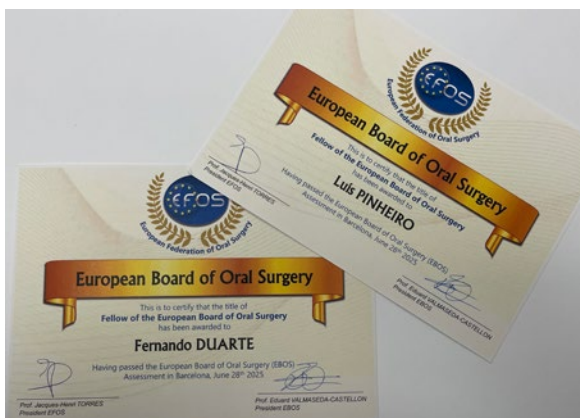 EFOS
European Federation of Oral Surgery
European Board of Oral Surgery
This is to certify that the title of
Fellow of the European Board of Oral Surgery
has been awarded to
Luis PINHEIRO
Having passed the European Board of Oral Surgery (EBOS)
Assessment in Barcelona, June 28th 2025
Prof. Jacques-Henri TORRES
President EFOS
Prof. Eduard VALMASEDA-CASTELLON
President EBOS
EFOS
European Federation of Oral Surgery
European Board of Oral Surgery
This is to certify that the title of
Fellow of the European Board of Oral Surgery
has been awarded to
Fernando DUARTE
Having passed the European Board of Oral Surgery (EBOS)
Assessment in Barcelona, June 28th 2025
Prof. Jacques-Henri TORRES
President EFOS
Prof. Eduard VALMASEDA-CASTELLON
President EBOS